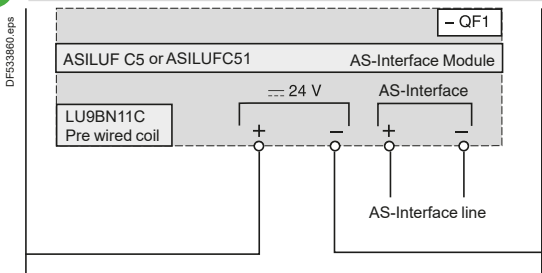 DF533860.eps
– QF1
ASILUF C5 or ASILUFC51 AS-Interface Module
⎓ 24 V AS-Interface
LU9BN11C
Pre wired coil
+ – + –
AS-Interface line